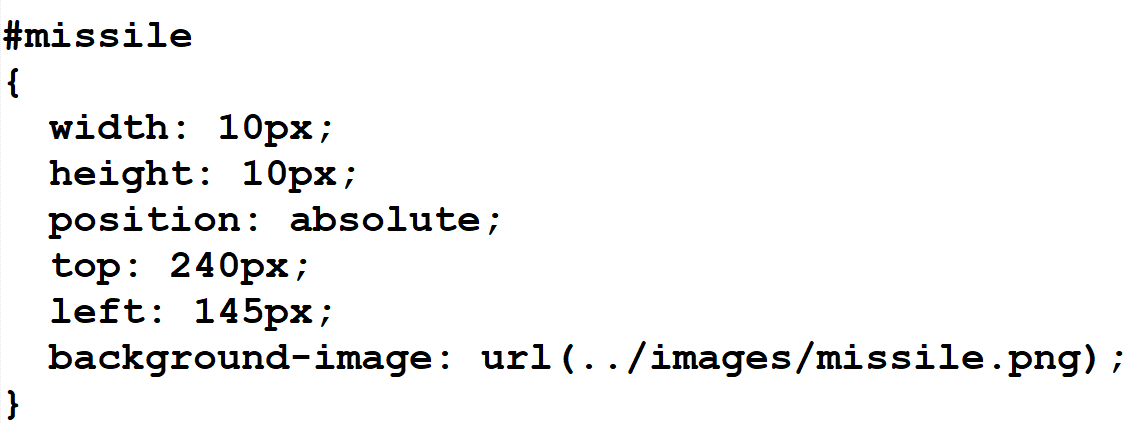 #missile
{
  width: 10px;
  height: 10px;
  position: absolute;
  top: 240px;
  left: 145px;
  background-image: url(../images/missile.png);
}